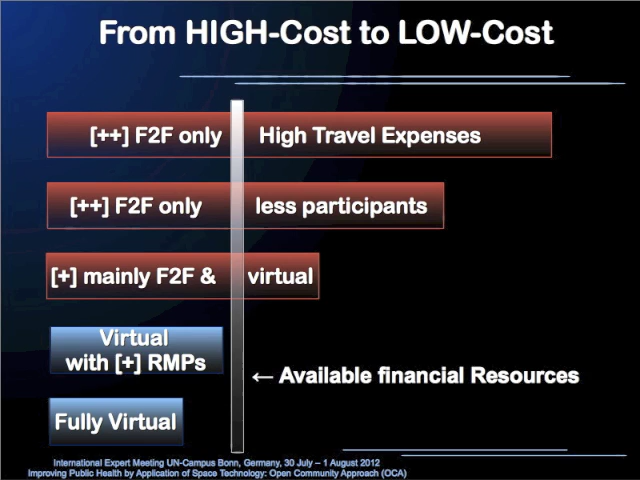 From HIGH-Cost to LOW-Cost
[++] F2F only High Travel Expenses
[++] F2F only less participants
[+] mainly F2F & virtual
Virtual
with [+] RMPs
← Available financial Resources
Fully Virtual
International Expert Meeting UN-Campus Bonn, Germany, 30 July – 1 August 2012
Improving Public Health by Application of Space Technology: Open Community Approach (OCA)